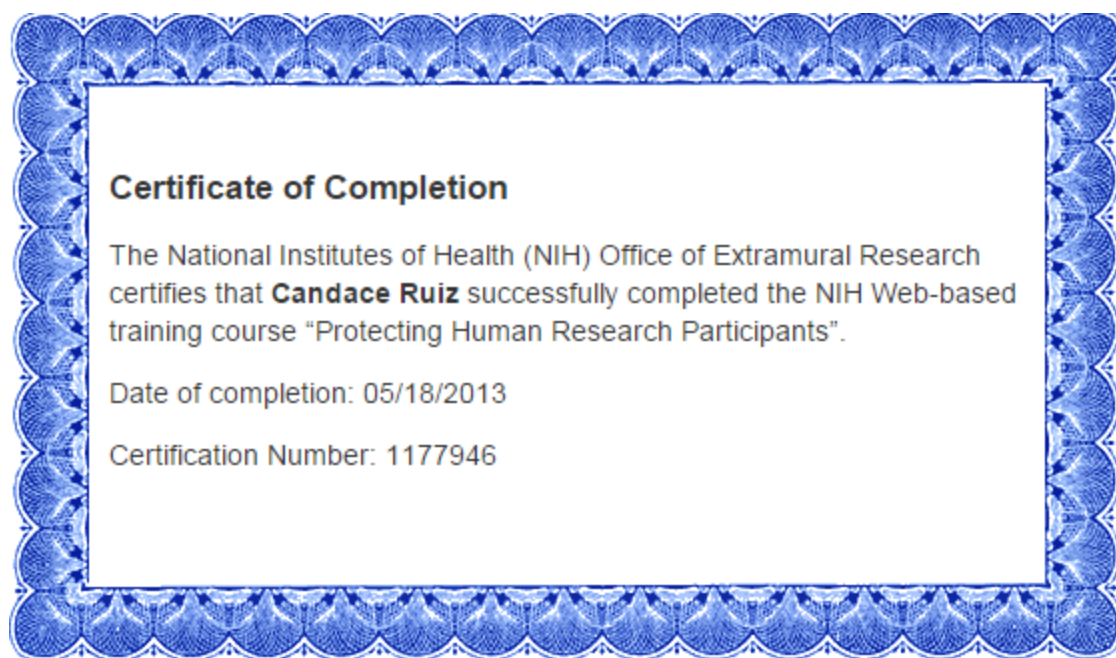 Certificate of Completion
The National Institutes of Health (NIH) Office of Extramural Research
certifies that Candace Ruiz successfully completed the NIH Web-based
training course “Protecting Human Research Participants”.
Date of completion: 05/18/2013
Certification Number: 1177946